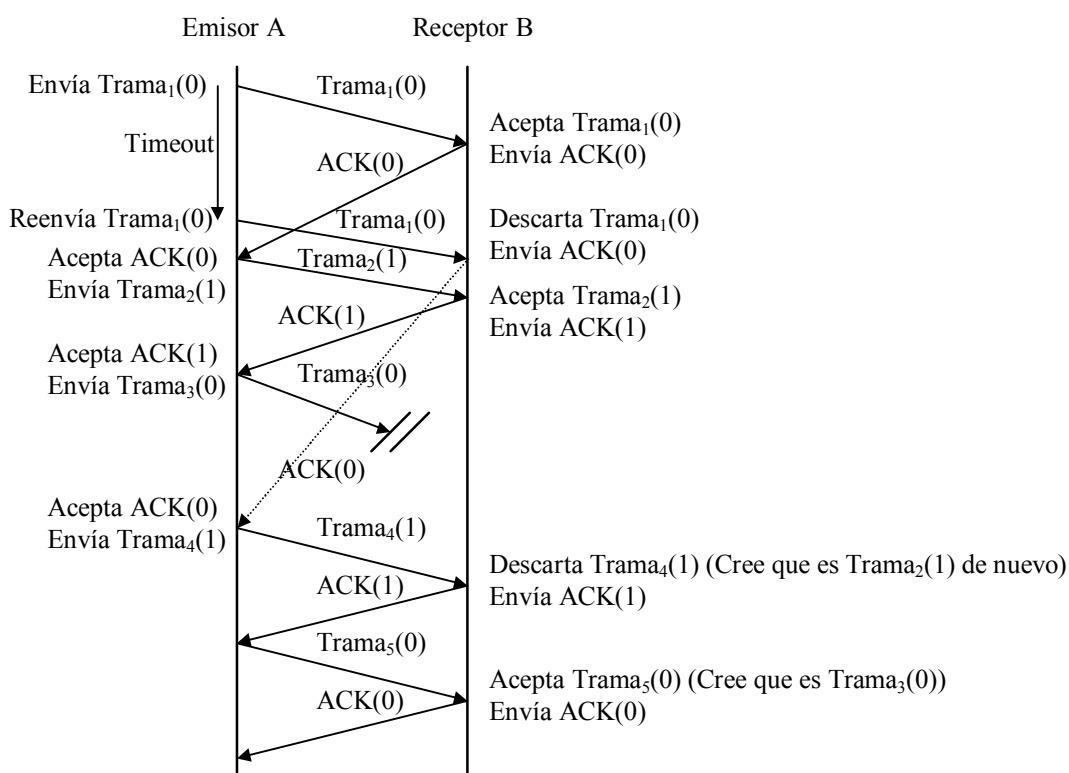 Emisor A
Receptor B
Envía Trama₁(0)
Trama₁(0)
Timeout
Acepta Trama₁(0)
Envía ACK(0)
ACK(0)
Reenvía Trama₁(0)
Trama₁(0)
Descarta Trama₁(0)
Envía ACK(0)
Acepta ACK(0)
Envía Trama₂(1)
Trama₂(1)
Acepta Trama₂(1)
Envía ACK(1)
ACK(1)
Acepta ACK(1)
Envía Trama₃(0)
Trama₃(0)
ACK(0)
Acepta ACK(0)
Envía Trama₄(1)
Trama₄(1)
Descarta Trama₄(1) (Cree que es Trama₂(1) de nuevo)
Envía ACK(1)
ACK(1)
Trama₅(0)
Acepta Trama₅(0) (Cree que es Trama₃(0))
Envía ACK(0)
ACK(0)